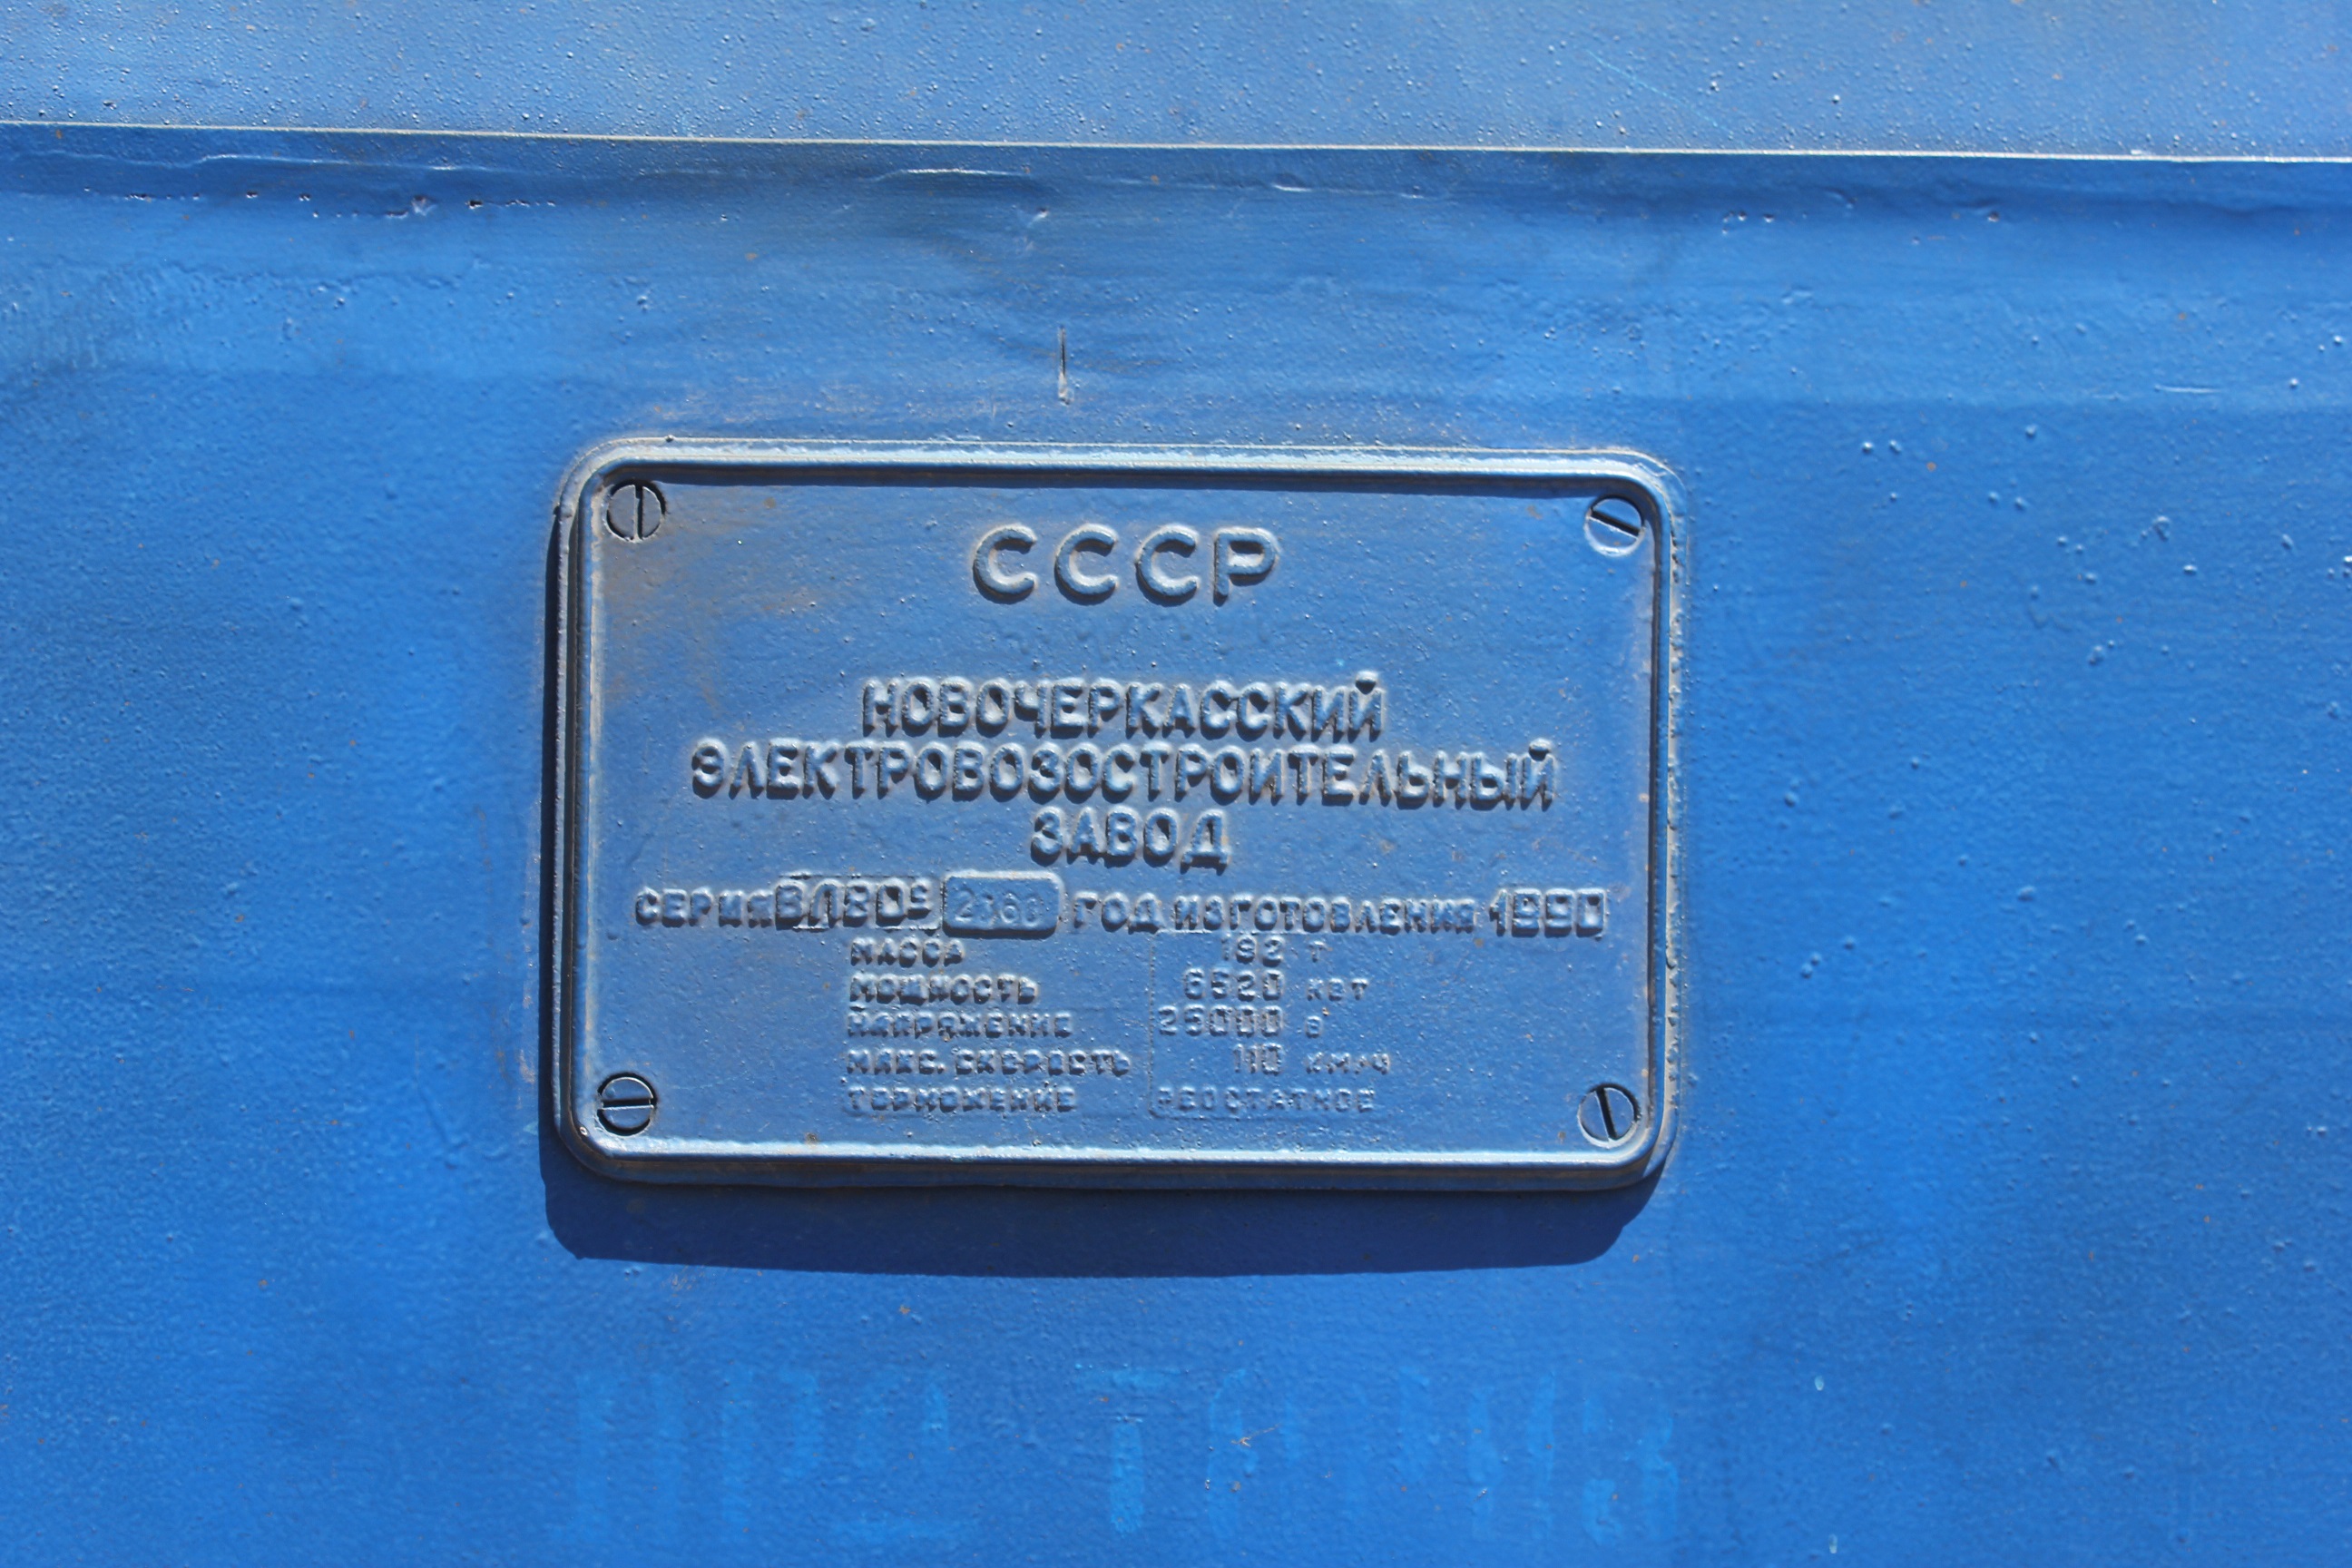 СССР
НОВОЧЕРКАССКИЙ
ЭЛЕКТРОВОЗОСТРОИТЕЛЬНЫЙ
ЗАВОД
СЕРИЯ ВЛ80с ГОД ИЗГОТОВЛЕНИЯ 1990
МАССА 192 Т
МОЩНОСТЬ 6520 КВТ
НАПРЯЖЕНИЕ 25000 В
МАКС. СКОРОСТЬ 110 КМ/Ч
ТОРМОЖЕНИЕ РЕОСТАТНОЕ